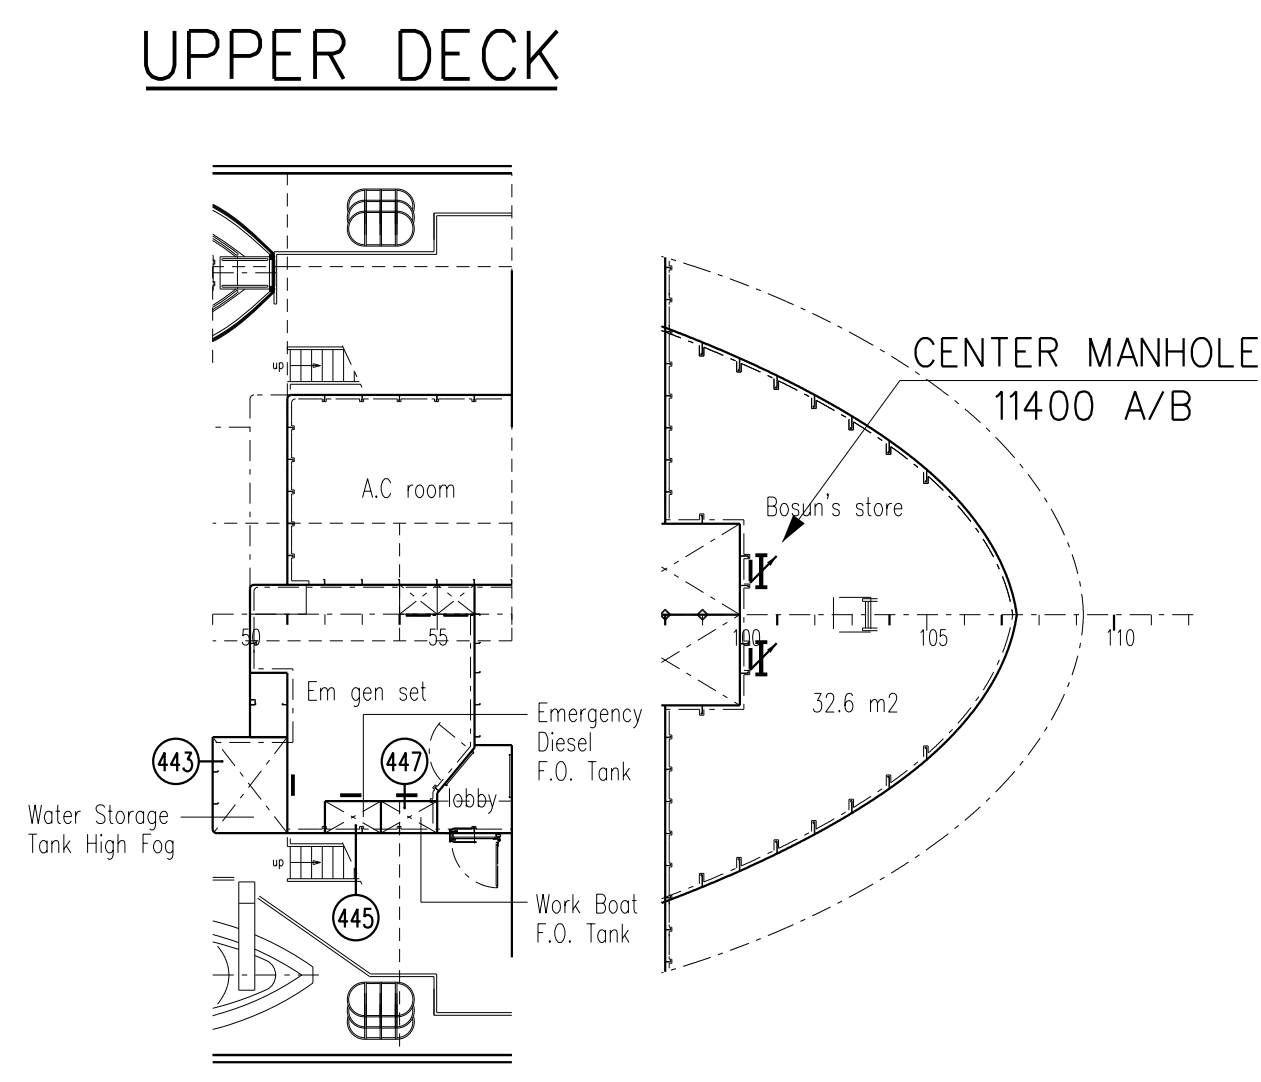 UPPER DECK
up
CENTER MANHOLE
11400 A/B
A.C room
Bosun's store
50
55
100
105
110
Em gen set
32.6 m2
Emergency
Diesel
F.O. Tank
443
447
lobby
Water Storage
Tank High Fog
up
445
Work Boat
F.O. Tank